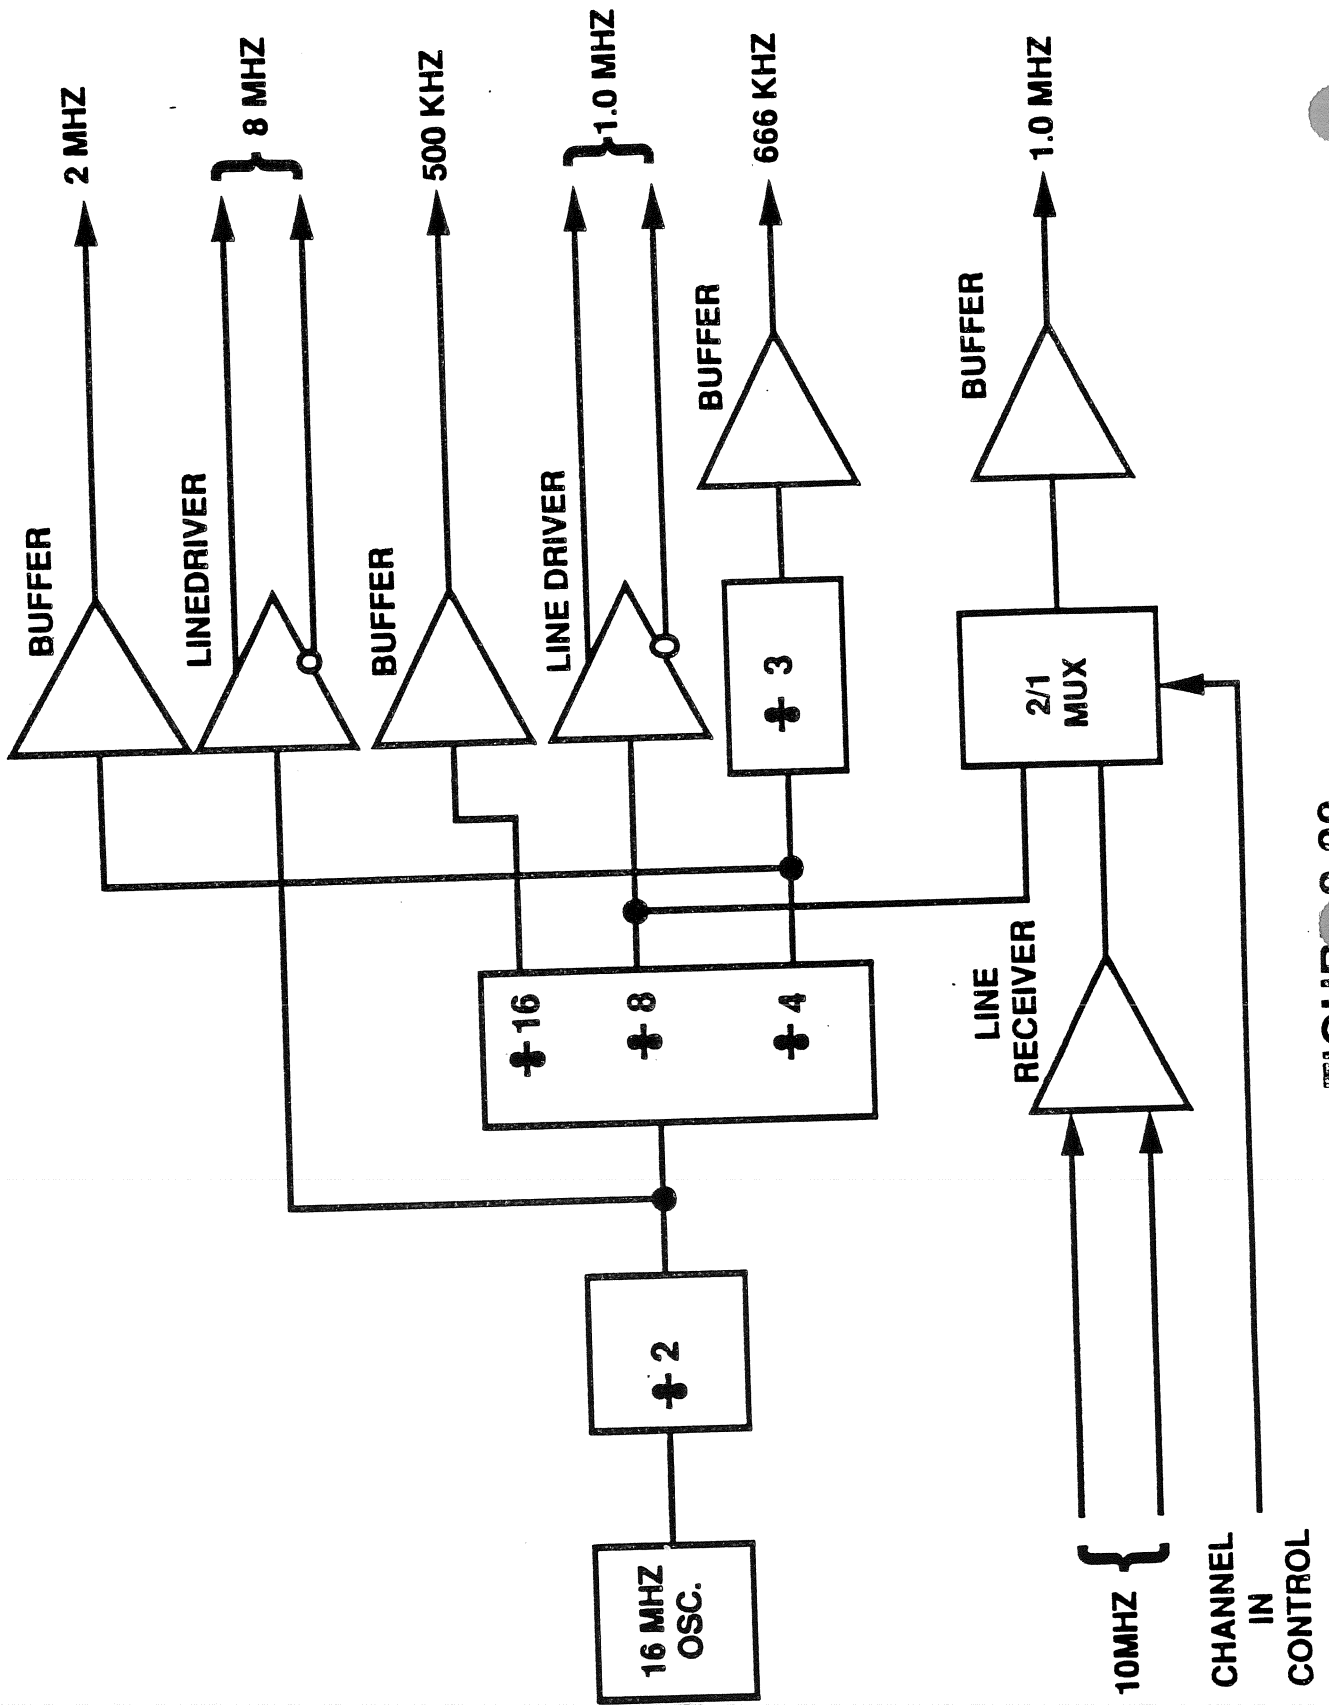 2 MHZ
BUFFER
8 MHZ
LINEDRIVER
500 KHZ
BUFFER
1.0 MHZ
LINE DRIVER
666 KHZ
BUFFER
÷ 3
÷ 16
÷ 8
÷ 4
÷ 2
16 MHZ
OSC.
1.0 MHZ
BUFFER
2/1
MUX
LINE
RECEIVER
10MHZ
CHANNEL
IN
CONTROL